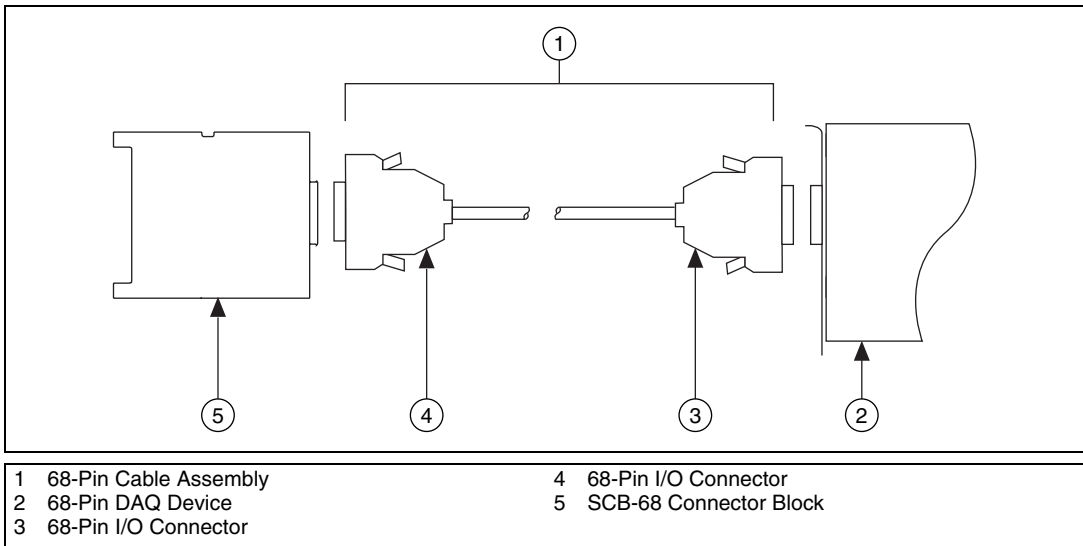 1
5
4
3
2
1 68-Pin Cable Assembly
2 68-Pin DAQ Device
3 68-Pin I/O Connector
4 68-Pin I/O Connector
5 SCB-68 Connector Block